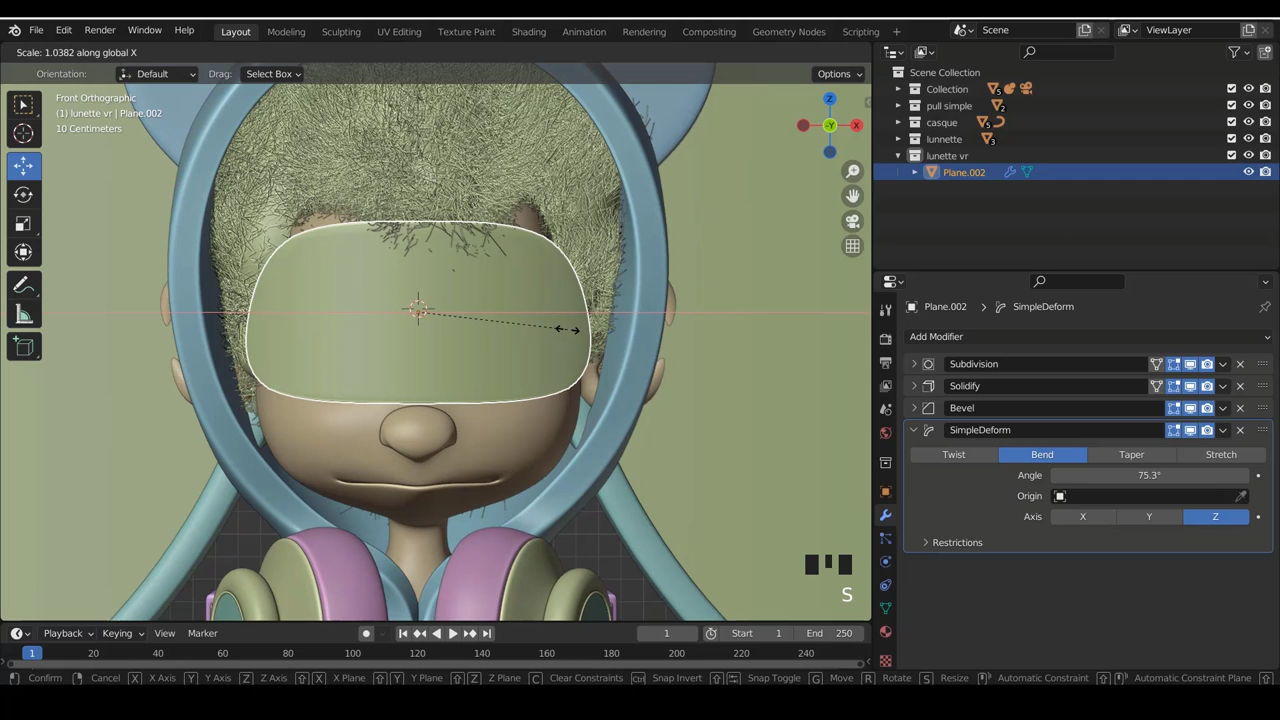 File Edit Render Window Help Layout Modeling Sculpting UV Editing Texture Paint Shading Animation Rendering Compositing Geometry Nodes Scripting + Scene ViewLayer
Scale: 1.0382 along global X
Orientation: Default Drag: Select Box Options
Front Orthographic
(1) lunette vr | Plane.002
10 Centimeters
Z
-Y
X
S
Scene Collection
Collection 5
pull simple 2
casque 5
lunnette 3
lunette vr
Plane.002
Plane.002 > SimpleDeform
Add Modifier
Subdivision
Solidify
Bevel
SimpleDeform
Twist Bend Taper Stretch
Angle 75.3°
Origin
Axis X Y Z
Restrictions
Playback Keying View Marker 1 Start 1 End 250
1 20 40 60 80 100 120 140 160 180 200 220 240
Confirm Cancel X X Axis Y Y Axis Z Z Axis X X Plane Y Y Plane Z Z Plane C Clear Constraints Ctrl Snap Invert Snap Toggle G Move R Rotate S Resize Automatic Constraint Automatic Constraint Plane